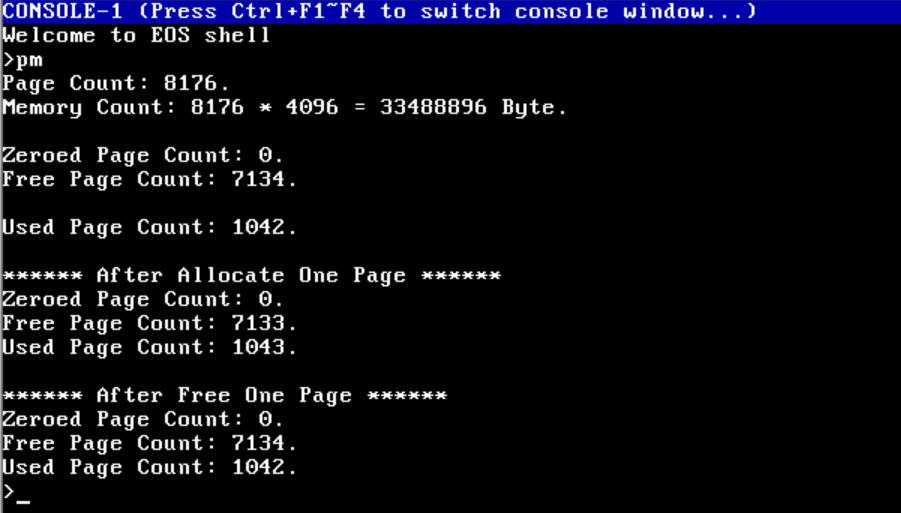 CONSOLE-1 (Press Ctrl+F1~F4 to switch console window...)
Welcome to EOS shell
>pm
Page Count: 8176.
Memory Count: 8176 * 4096 = 33488896 Byte.
Zeroed Page Count: 0.
Free Page Count: 7134.
Used Page Count: 1042.
****** After Allocate One Page ******
Zeroed Page Count: 0.
Free Page Count: 7133.
Used Page Count: 1043.
****** After Free One Page ******
Zeroed Page Count: 0.
Free Page Count: 7134.
Used Page Count: 1042.
>_